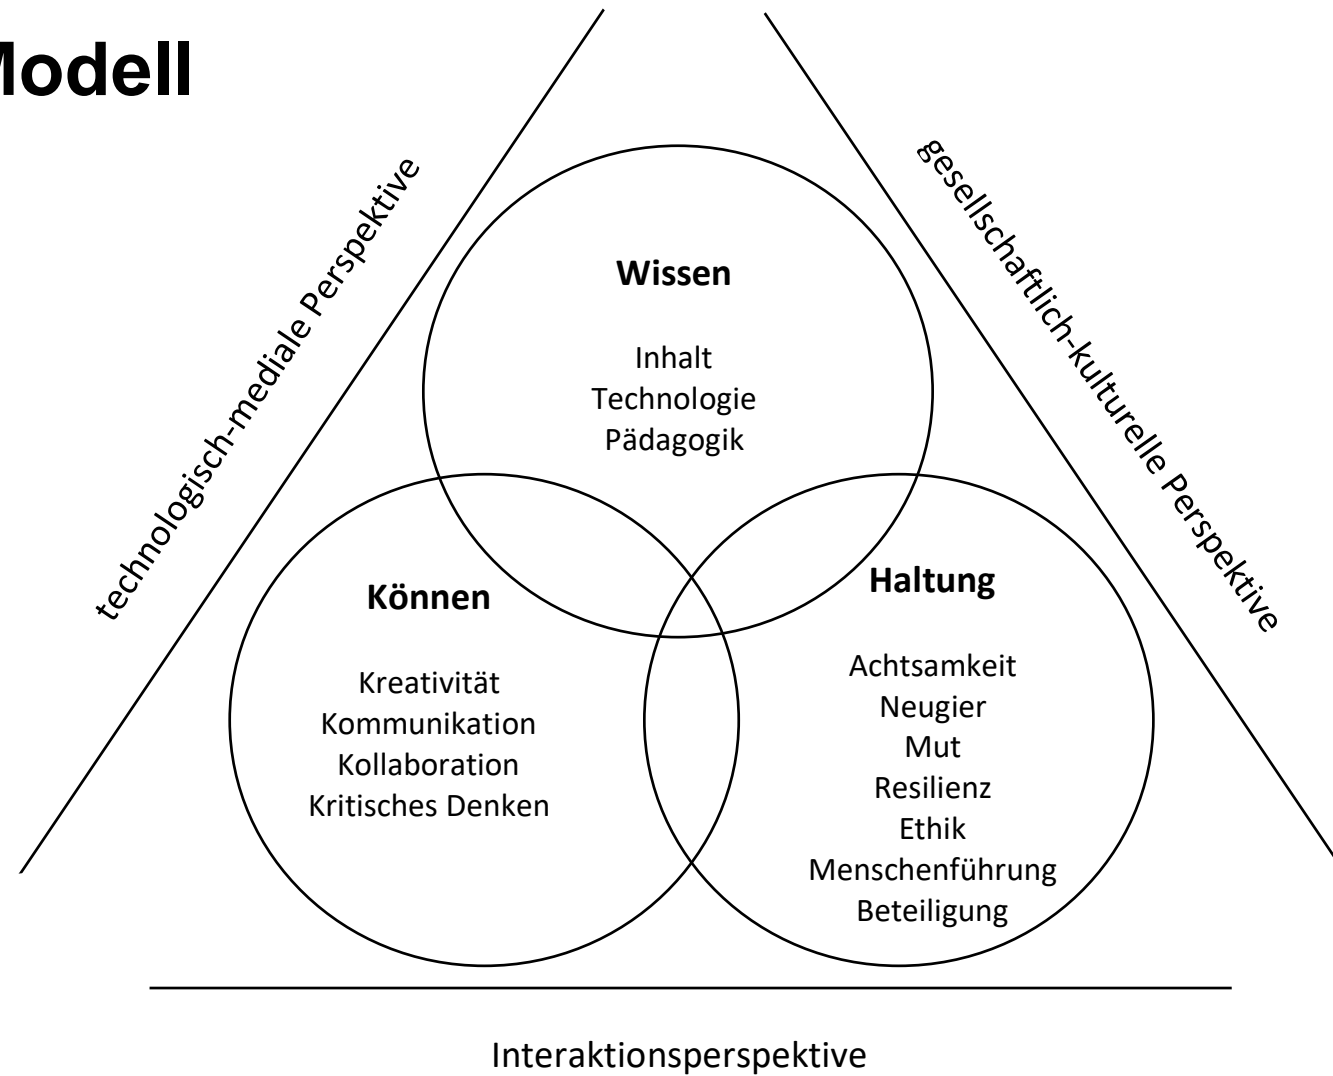 Modell
technologisch-mediale Perspektive
gesellschaftlich-kulturelle Perspektive
Wissen
Inhalt
Technologie
Pädagogik
Können
Kreativität
Kommunikation
Kollaboration
Kritisches Denken
Haltung
Achtsamkeit
Neugier
Mut
Resilienz
Ethik
Menschenführung
Beteiligung
Interaktionsperspektive